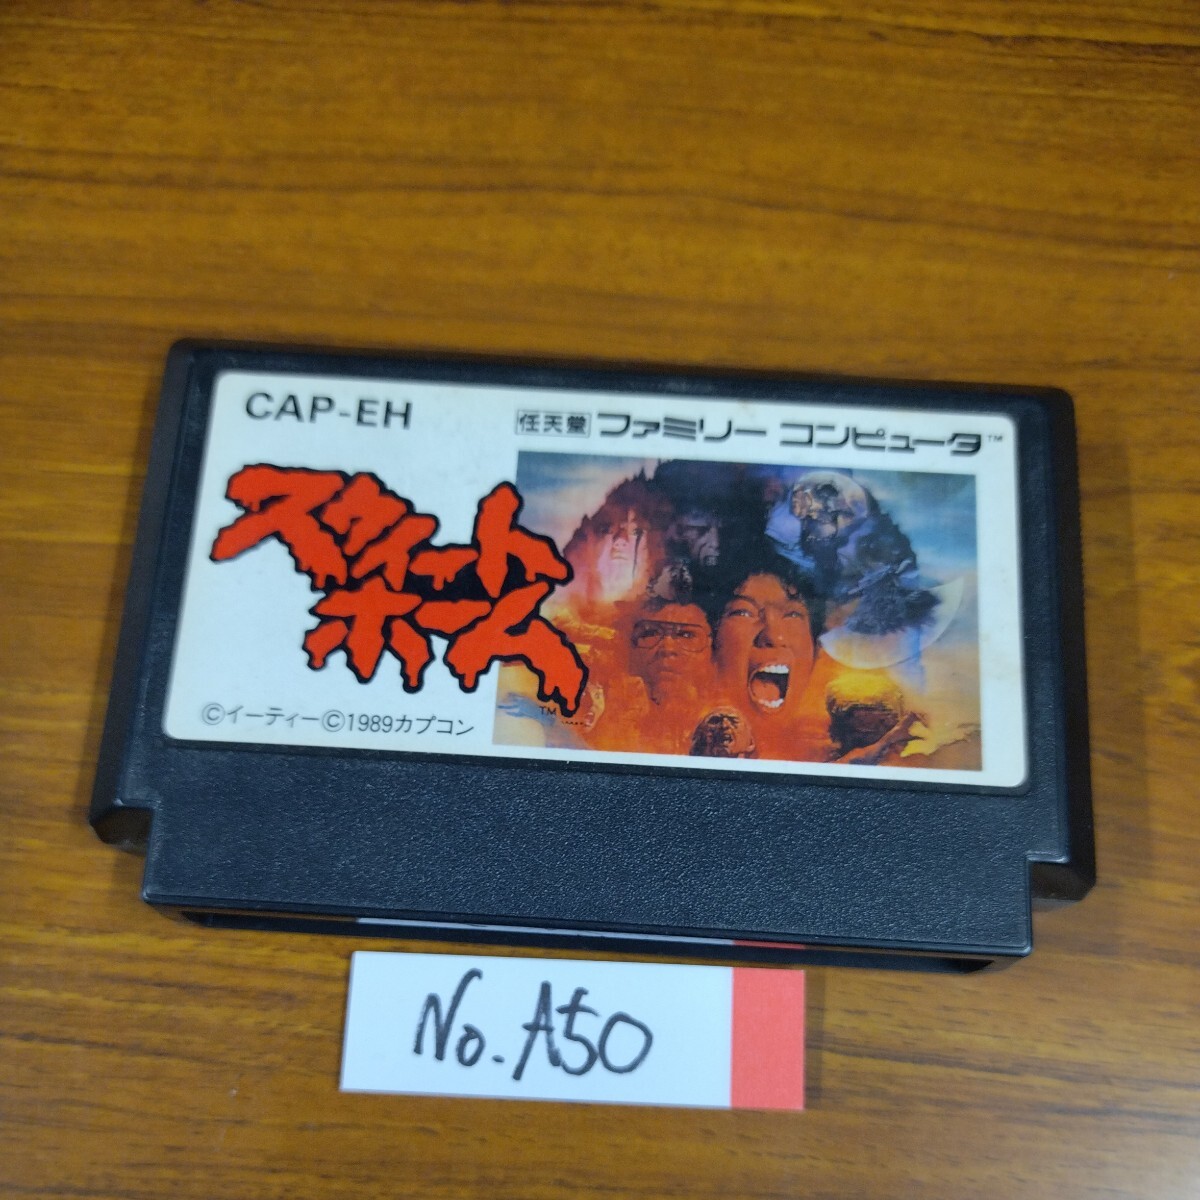 CAP-EH
任天堂 ファミリー コンピュータ™
スウィート
ホーム
TM
©イーティー©1989カプコン
No. A50